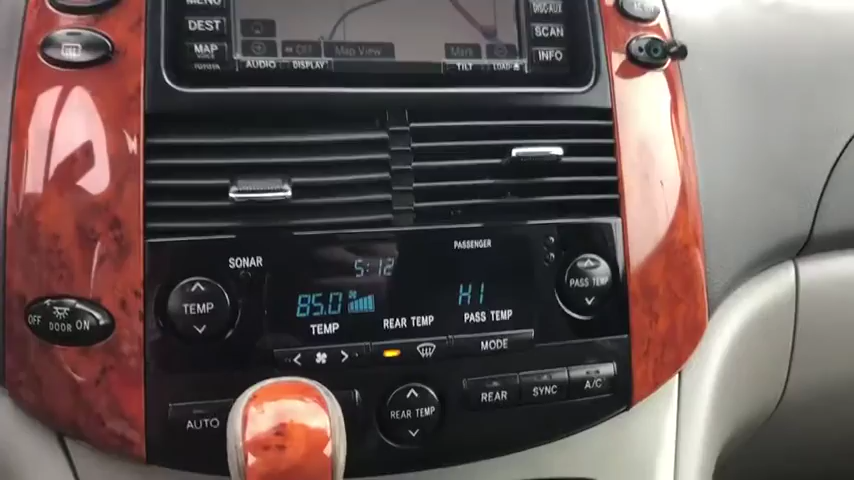 MENU
DISC·AUX
DEST
SCAN
MAP
VOICE
OFF
Map View
Mark
INFO
AUDIO
DISPLAY
TILT
LOAD
SONAR
PASSENGER
5:12
TEMP
85.0
HI
PASS TEMP
TEMP
REAR TEMP
PASS TEMP
OFF DOOR ON
MODE
AUTO
REAR TEMP
REAR
SYNC
A/C